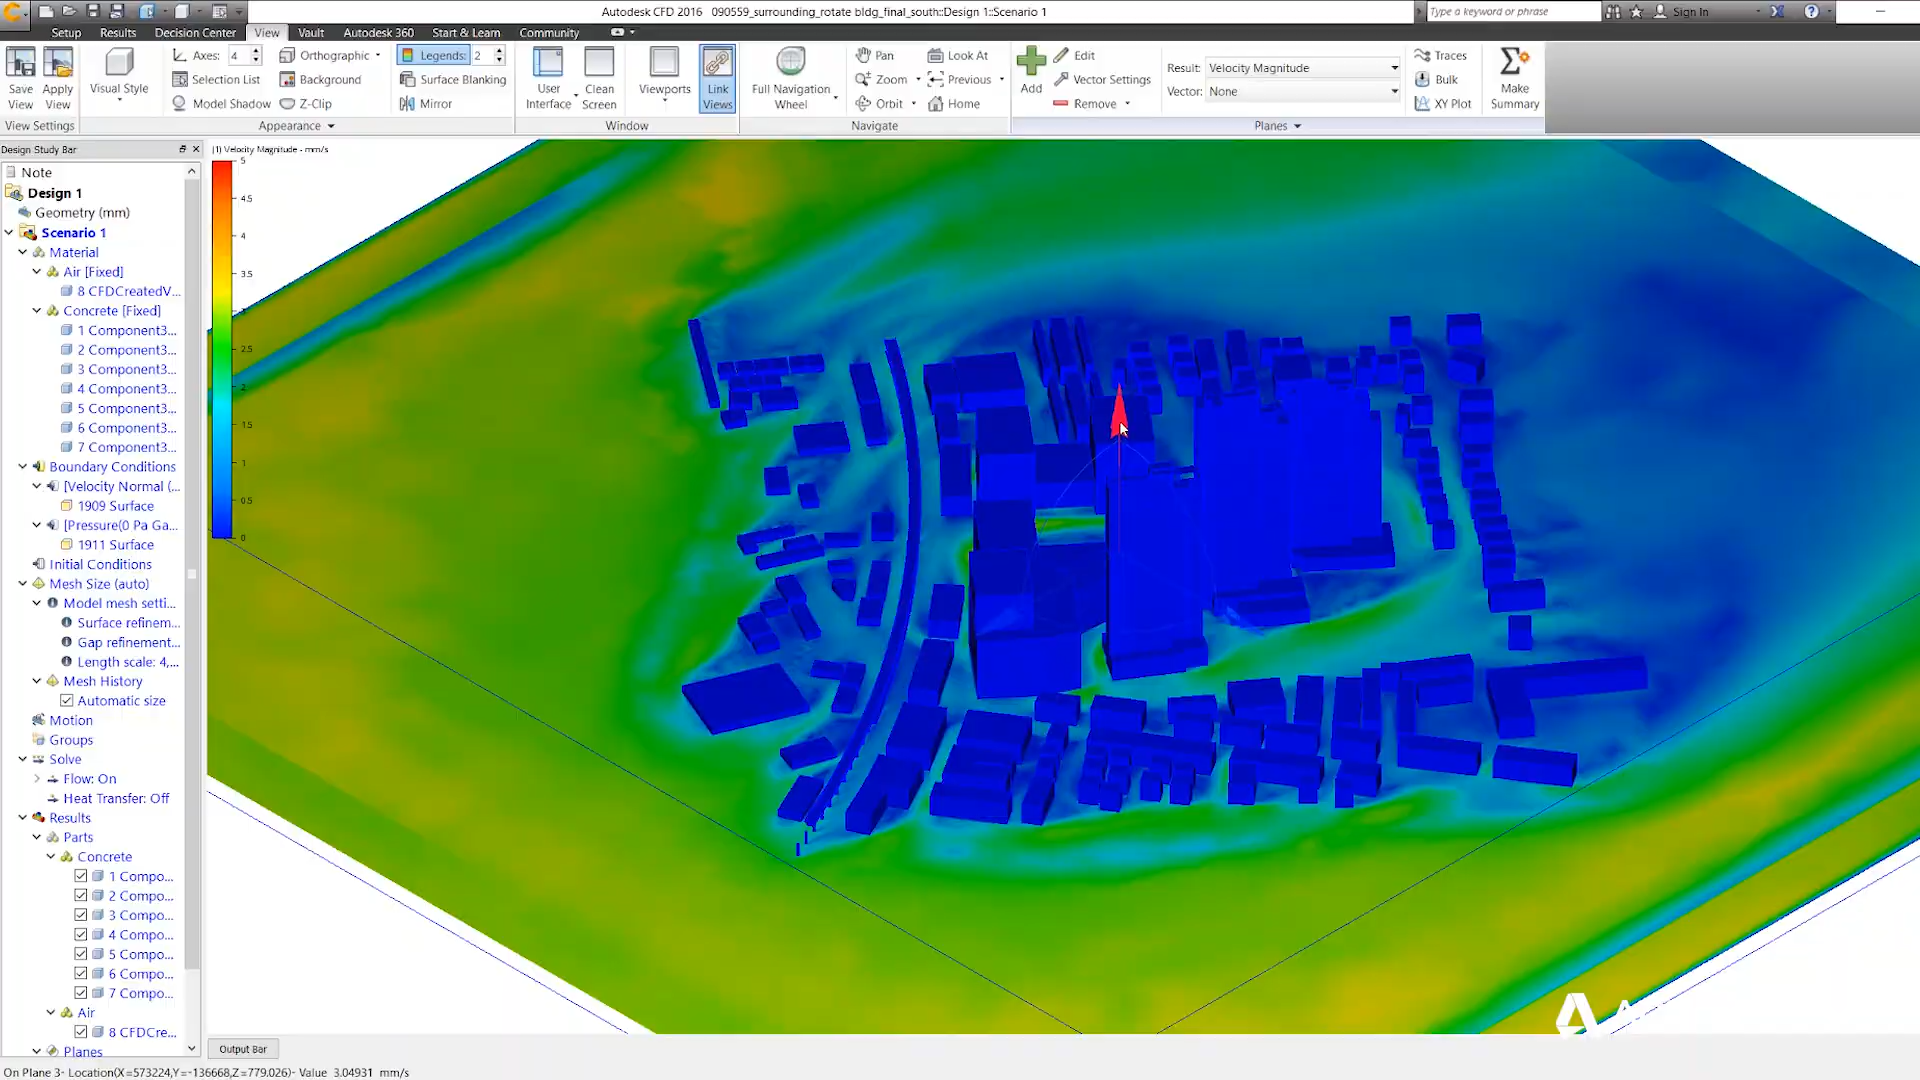 Autodesk CFD 2016 090559_surrounding_rotate bldg_final_south::Design 1::Scenario 1
Type a keyword or phrase
Sign In
Setup Results Decision Center View Vault Autodesk 360 Start & Learn Community
Save View
Apply View
View Settings
Visual Style
Axes: 4
Selection List
Model Shadow
Orthographic
Background
Z-Clip
Legends: 2
Surface Blanking
Mirror
Appearance
User Interface
Clean Screen
Viewports
Link Views
Window
Full Navigation Wheel
Pan
Zoom
Orbit
Look At
Previous
Home
Navigate
Add
Edit
Vector Settings
Remove
Result: Velocity Magnitude
Vector: None
Traces
Bulk
XY Plot
Make Summary
Planes
Design Study Bar
Note
Design 1
Geometry (mm)
Scenario 1
Material
Air [Fixed]
8 CFDCreatedV...
Concrete [Fixed]
1 Component3...
2 Component3...
3 Component3...
4 Component3...
5 Component3...
6 Component3...
7 Component3...
Boundary Conditions
[Velocity Normal (...
1909 Surface
[Pressure(0 Pa Ga...
1911 Surface
Initial Conditions
Mesh Size (auto)
Model mesh setti...
Surface refinem...
Gap refinement...
Length scale: 4,...
Mesh History
Automatic size
Motion
Groups
Solve
Flow: On
Heat Transfer: Off
Results
Parts
Concrete
1 Compo...
2 Compo...
3 Compo...
4 Compo...
5 Compo...
6 Compo...
7 Compo...
Air
8 CFDCre...
Planes
(1) Velocity Magnitude - mm/s
5
4.5
4
3.5
2.5
2
1.5
1
0.5
0
Output Bar
On Plane 3- Location(X=573224,Y=-136668,Z=779.026)- Value 3.04931 mm/s